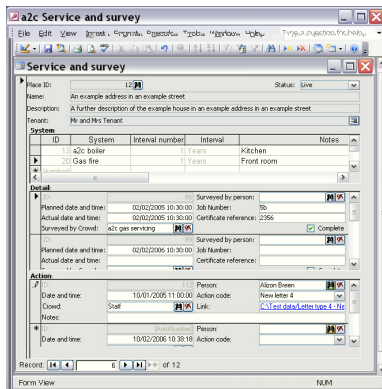 a2c Service and survey
File Edit View Insert Format Records Tools Window Help
Service and survey
Place ID: 12 Status: Live
Name: An example address in an example street
Description: A further description of the example house in an example address in an example street
Tenant: Mr and Mrs Tenant
System:
ID System Interval number Interval Notes
13 a2c boiler 1 Years Kitchen
20 Gas fire 1 Years Front room
Detail:
ID: Surveyed by person:
Planned date and time: 02/02/2005 10:30:00 Job Number: 5b
Actual date and time: 02/02/2005 10:30:00 Certificate reference: 2356
Surveyed by Crowd: a2c gas servicing Complete
ID: 89 Surveyed by person:
Planned date and time: 02/02/2006 10:30:00 Job Number:
Actual date and time: Certificate reference:
Action:
ID: Person: Alizon Breen
Date and time: 10/01/2005 11:00:00 Action code: New letter 4
Crowd: Staff Link: C:\Test data/Letter type 4 - Ne
Notes:
ID: (AutoNumber) Person:
Date and time: 10/02/2006 10:38:18 Action code:
Record: 6 of 12
Form View NUM